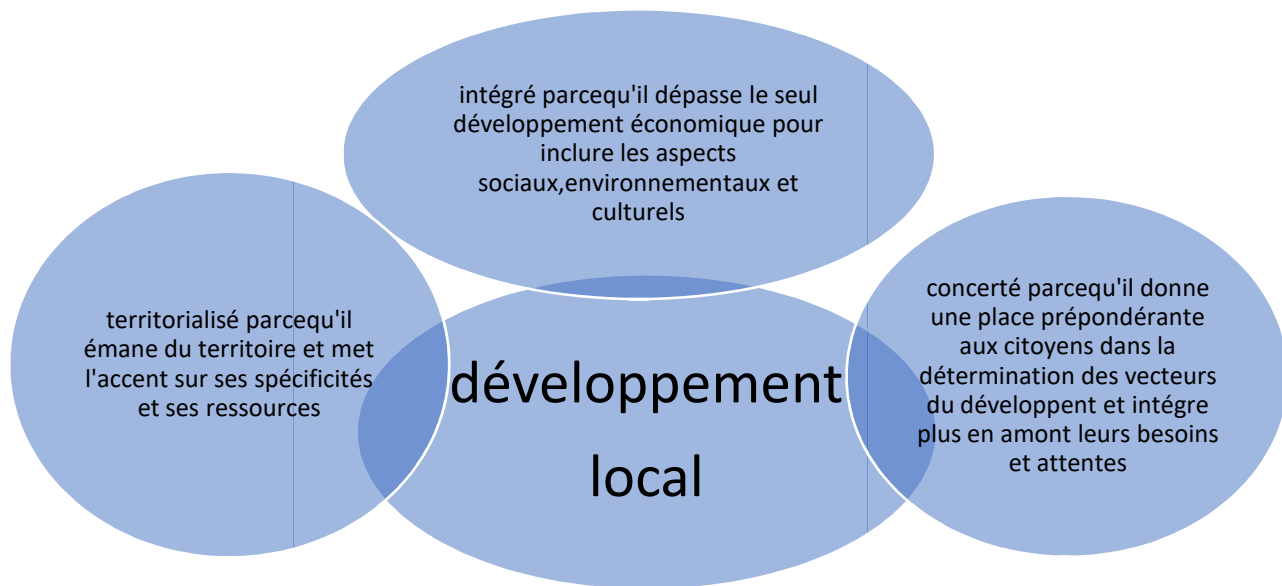 intégré parcequ'il dépasse le seul
développement économique pour
inclure les aspects
sociaux,environnementaux et
culturels
territorialisé parcequ'il
émane du territoire et met
l'accent sur ses spécificités
et ses ressources
développement
local
concerté parcequ'il donne
une place prépondérante
aux citoyens dans la
détermination des vecteurs
du développent et intégre
plus en amont leurs besoins
et attentes